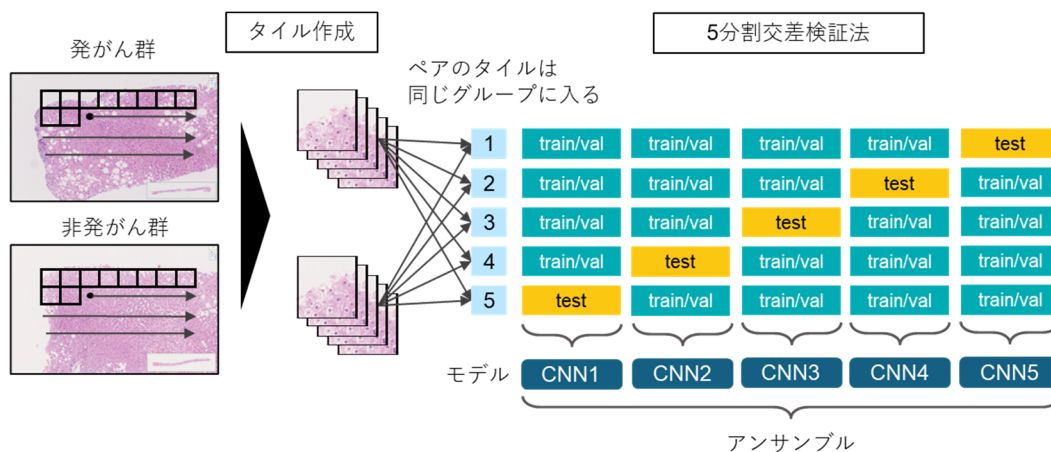 タイル作成
5分割交差検証法
発がん群
ペアのタイルは
同じグループに入る
1 train/val train/val train/val train/val test
2 train/val train/val train/val test train/val
3 train/val train/val test train/val train/val
4 train/val test train/val train/val train/val
5 test train/val train/val train/val train/val
非発がん群
モデル CNN1 CNN2 CNN3 CNN4 CNN5
アンサンブル